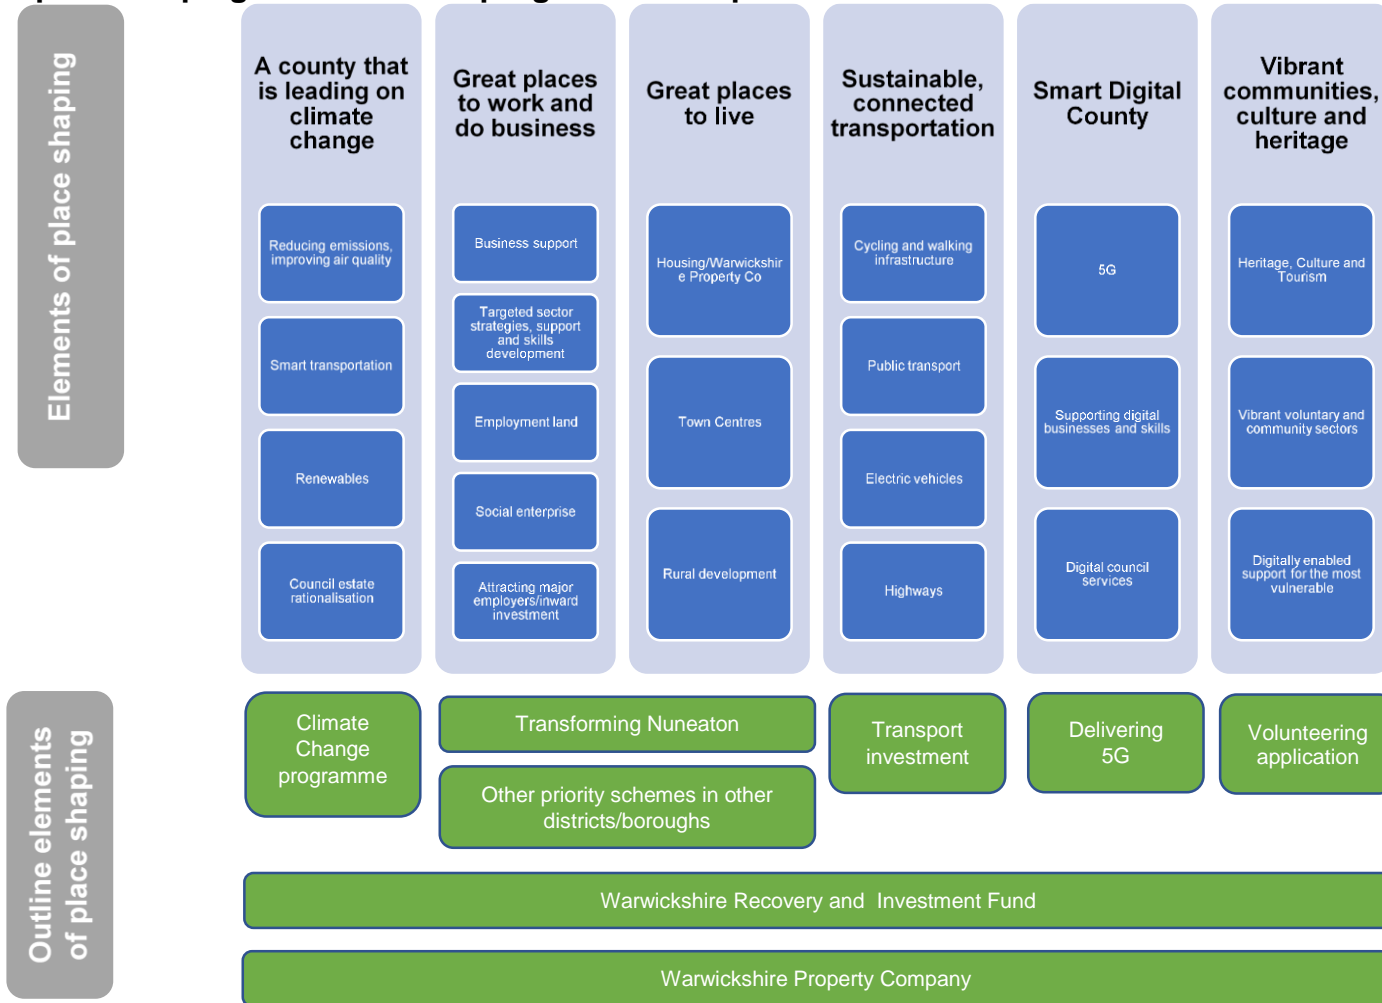 Elements of place shaping
A county that
is leading on
climate
change
Reducing emissions,
improving air quality
Smart transportation
Renewables
Council estate
rationalisation
Great places
to work and
do business
Business support
Targeted sector
strategies, support
and skills
development
Employment land
Social enterprise
Attracting major
employers/inward
investment
Great places
to live
Housing/Warwickshir
e Property Co
Town Centres
Rural development
Sustainable,
connected
transportation
Cycling and walking
infrastructure
Public transport
Electric vehicles
Highways
Smart Digital
County
5G
Supporting digital
businesses and skills
Digital council
services
Vibrant
communities,
culture and
heritage
Heritage, Culture and
Tourism
Vibrant voluntary and
community sectors
Digitally enabled
support for the most
vulnerable
Outline elements
of place shaping
Climate
Change
programme
Transforming Nuneaton
Other priority schemes in other
districts/boroughs
Transport
investment
Delivering
5G
Volunteering
application
Warwickshire Recovery and  Investment Fund
Warwickshire Property Company